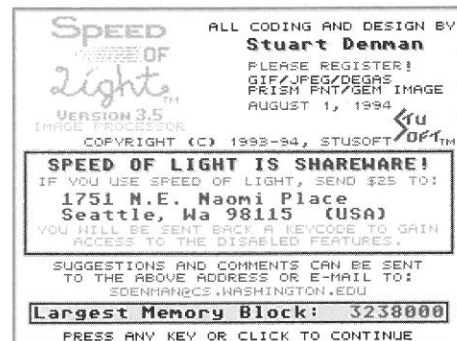 SPEED
OF
Light™
VERSION 3.5
IMAGE PROCESSOR
ALL CODING AND DESIGN BY
Stuart Denman
PLEASE REGISTER!
GIF/JPEG/DEGAS
PRISM PNT/GEM IMAGE
AUGUST 1, 1994
STU
SOFT™
COPYRIGHT (C) 1993-94, STUSOFT
SPEED OF LIGHT IS SHAREWARE!
IF YOU USE SPEED OF LIGHT, SEND $25 TO:
1751 N.E. Naomi Place
Seattle, Wa 98115 (USA)
YOU WILL BE SENT BACK A KEYCODE TO GAIN
ACCESS TO THE DISABLED FEATURES.
SUGGESTIONS AND COMMENTS CAN BE SENT
TO THE ABOVE ADDRESS OR E-MAIL TO:
SDENMAN@CS.WASHINGTON.EDU
Largest Memory Block: 3238000
PRESS ANY KEY OR CLICK TO CONTINUE